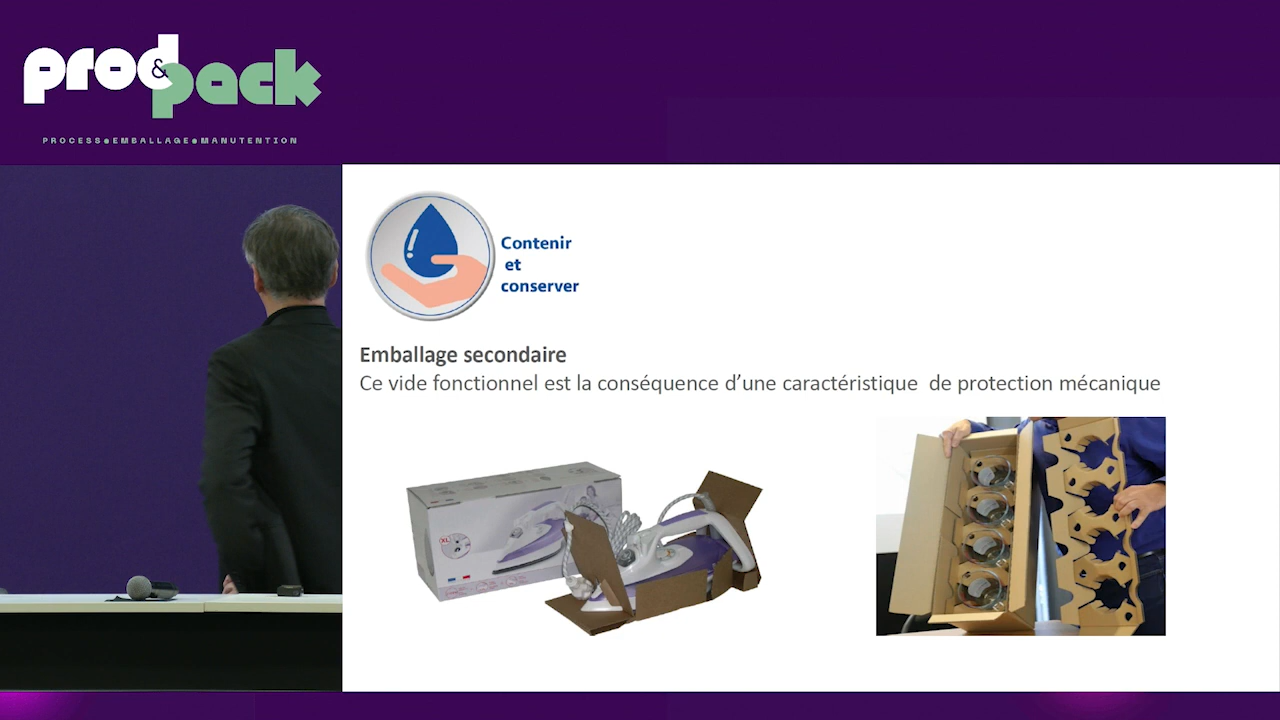 prod&pack
PROCESS●EMBALLAGE●MANUTENTION
Contenir
et
conserver
Emballage secondaire
Ce vide fonctionnel est la conséquence d’une caractéristique de protection mécanique
XL